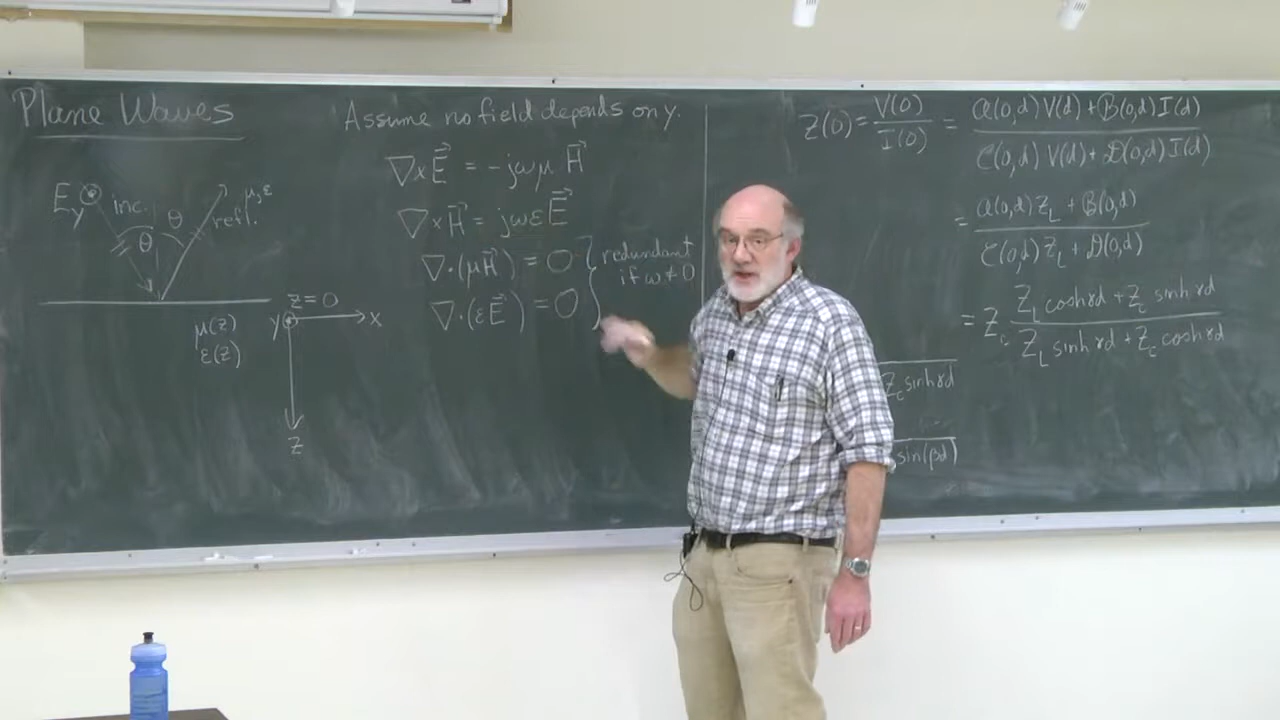 Plane Waves
E_y inc. θ θ refl. μ,ε
z=0
μ(z)
ε(z)
y x
z
Assume no field depends on y.
∇×E⃗ = -jωμ H⃗
∇×H⃗ = jωε E⃗
∇·(μH⃗) = 0
∇·(εE⃗) = 0
redundant
if ω≠0
Z(0) = V(0)/I(0) = (A(0,d) V(d) + B(0,d) I(d))/(C(0,d) V(d) + D(0,d) I(d))
= (A(0,d) Z_L + B(0,d))/(C(0,d) Z_L + D(0,d))
= Z_c (Z_L cosh γd + Z_c sinh γd)/(Z_L sinh γd + Z_c cosh γd)
Z_c sinh γd
sin(βd)